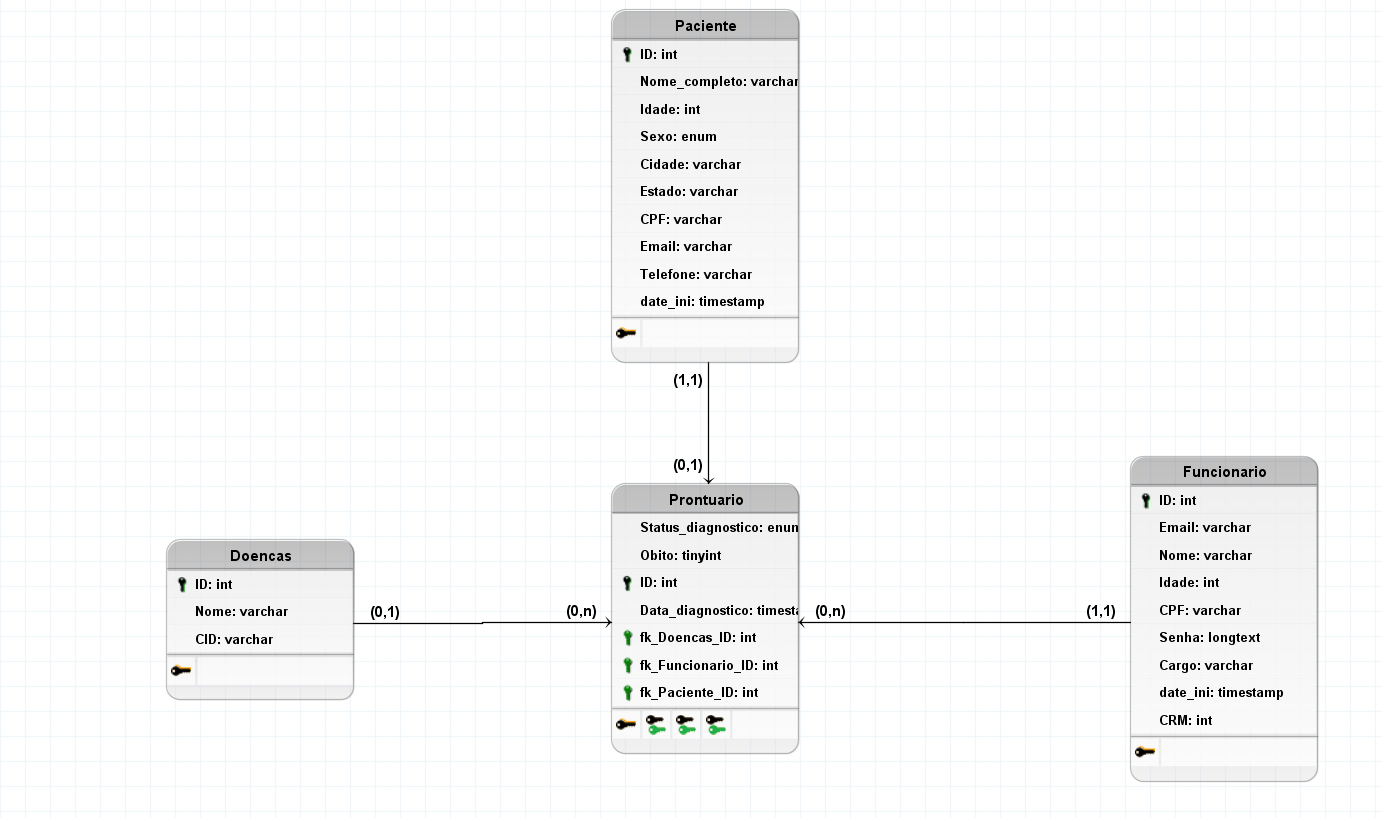 Paciente
ID: int
Nome_completo: varchar
Idade: int
Sexo: enum
Cidade: varchar
Estado: varchar
CPF: varchar
Email: varchar
Telefone: varchar
date_ini: timestamp
(1,1)
(0,1)
Prontuario
Status_diagnostico: enum
Obito: tinyint
ID: int
Data_diagnostico: timesta
fk_Doencas_ID: int
fk_Funcionario_ID: int
fk_Paciente_ID: int
Doencas
ID: int
Nome: varchar
CID: varchar
(0,1)
(0,n)
(0,n)
(1,1)
Funcionario
ID: int
Email: varchar
Nome: varchar
Idade: int
CPF: varchar
Senha: longtext
Cargo: varchar
date_ini: timestamp
CRM: int